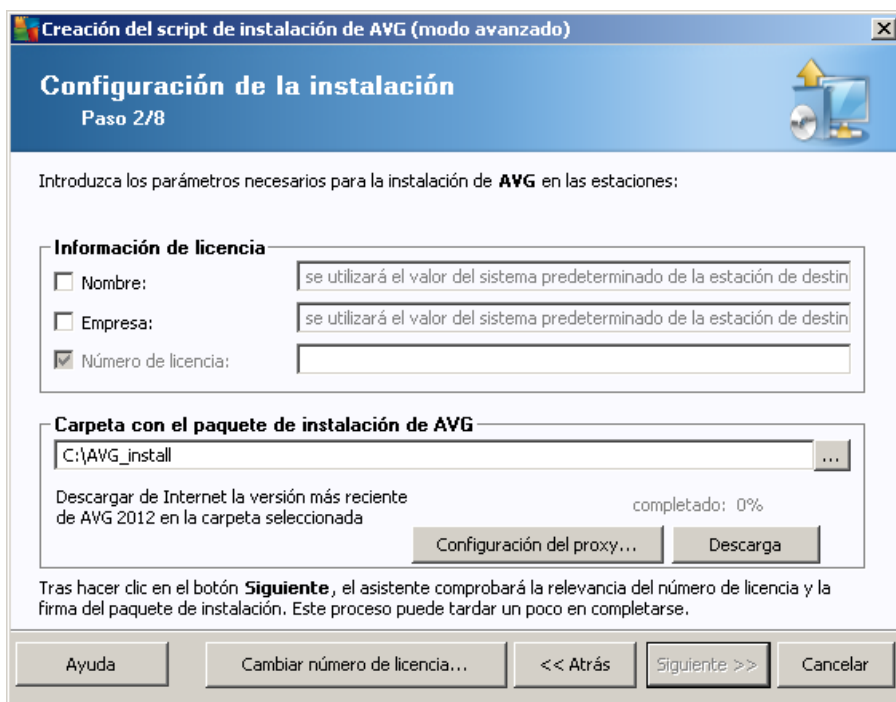 Creación del script de instalación de AVG (modo avanzado)
Configuración de la instalación
Paso 2/8
Introduzca los parámetros necesarios para la instalación de AVG en las estaciones:
Información de licencia
Nombre:
se utilizará el valor del sistema predeterminado de la estación de destin
Empresa:
se utilizará el valor del sistema predeterminado de la estación de destin
Número de licencia:
Carpeta con el paquete de instalación de AVG
C:\AVG_install
...
Descargar de Internet la versión más reciente
de AVG 2012 en la carpeta seleccionada
completado: 0%
Configuración del proxy...
Descarga
Tras hacer clic en el botón Siguiente, el asistente comprobará la relevancia del número de licencia y la
firma del paquete de instalación. Este proceso puede tardar un poco en completarse.
Ayuda
Cambiar número de licencia...
<< Atrás
Siguiente >>
Cancelar